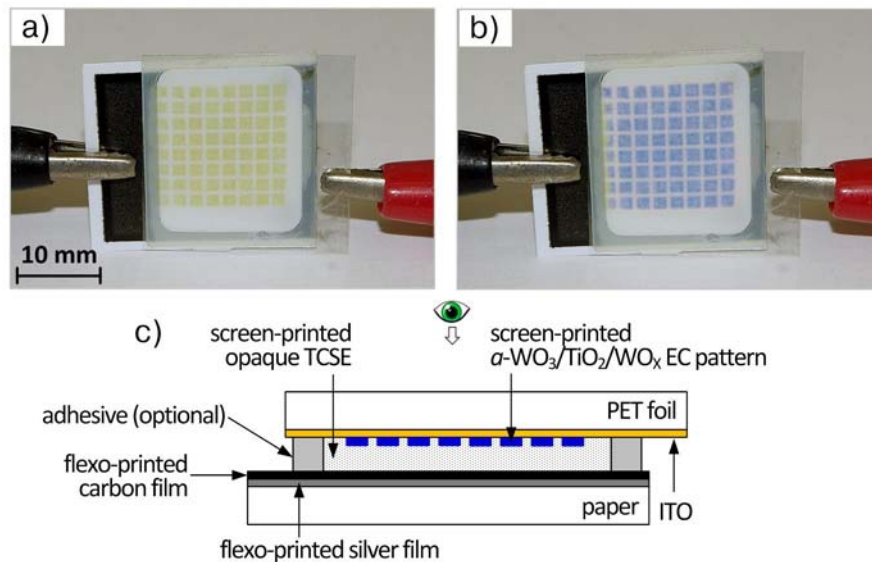 a)
b)
10 mm
c)
screen-printed
opaque TCSE
screen-printed
α-WO₃/TiO₂/WOₓ EC pattern
adhesive (optional)
PET foil
flexo-printed
carbon film
paper
ITO
flexo-printed silver film